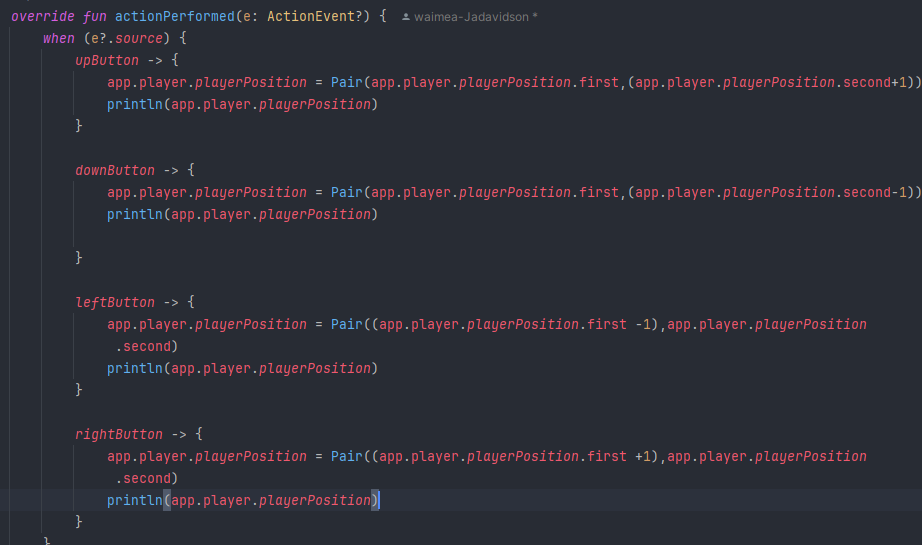 override fun actionPerformed(e: ActionEvent?) { waimea-Jadavidson *
when (e?.source) {
upButton -> {
app.player.playerPosition = Pair(app.player.playerPosition.first,(app.player.playerPosition.second+1))
println(app.player.playerPosition)
}
downButton -> {
app.player.playerPosition = Pair(app.player.playerPosition.first,(app.player.playerPosition.second-1))
println(app.player.playerPosition)
}
leftButton -> {
app.player.playerPosition = Pair((app.player.playerPosition.first -1),app.player.playerPosition
.second)
println(app.player.playerPosition)
}
rightButton -> {
app.player.playerPosition = Pair((app.player.playerPosition.first +1),app.player.playerPosition
.second)
println(app.player.playerPosition)
}
}